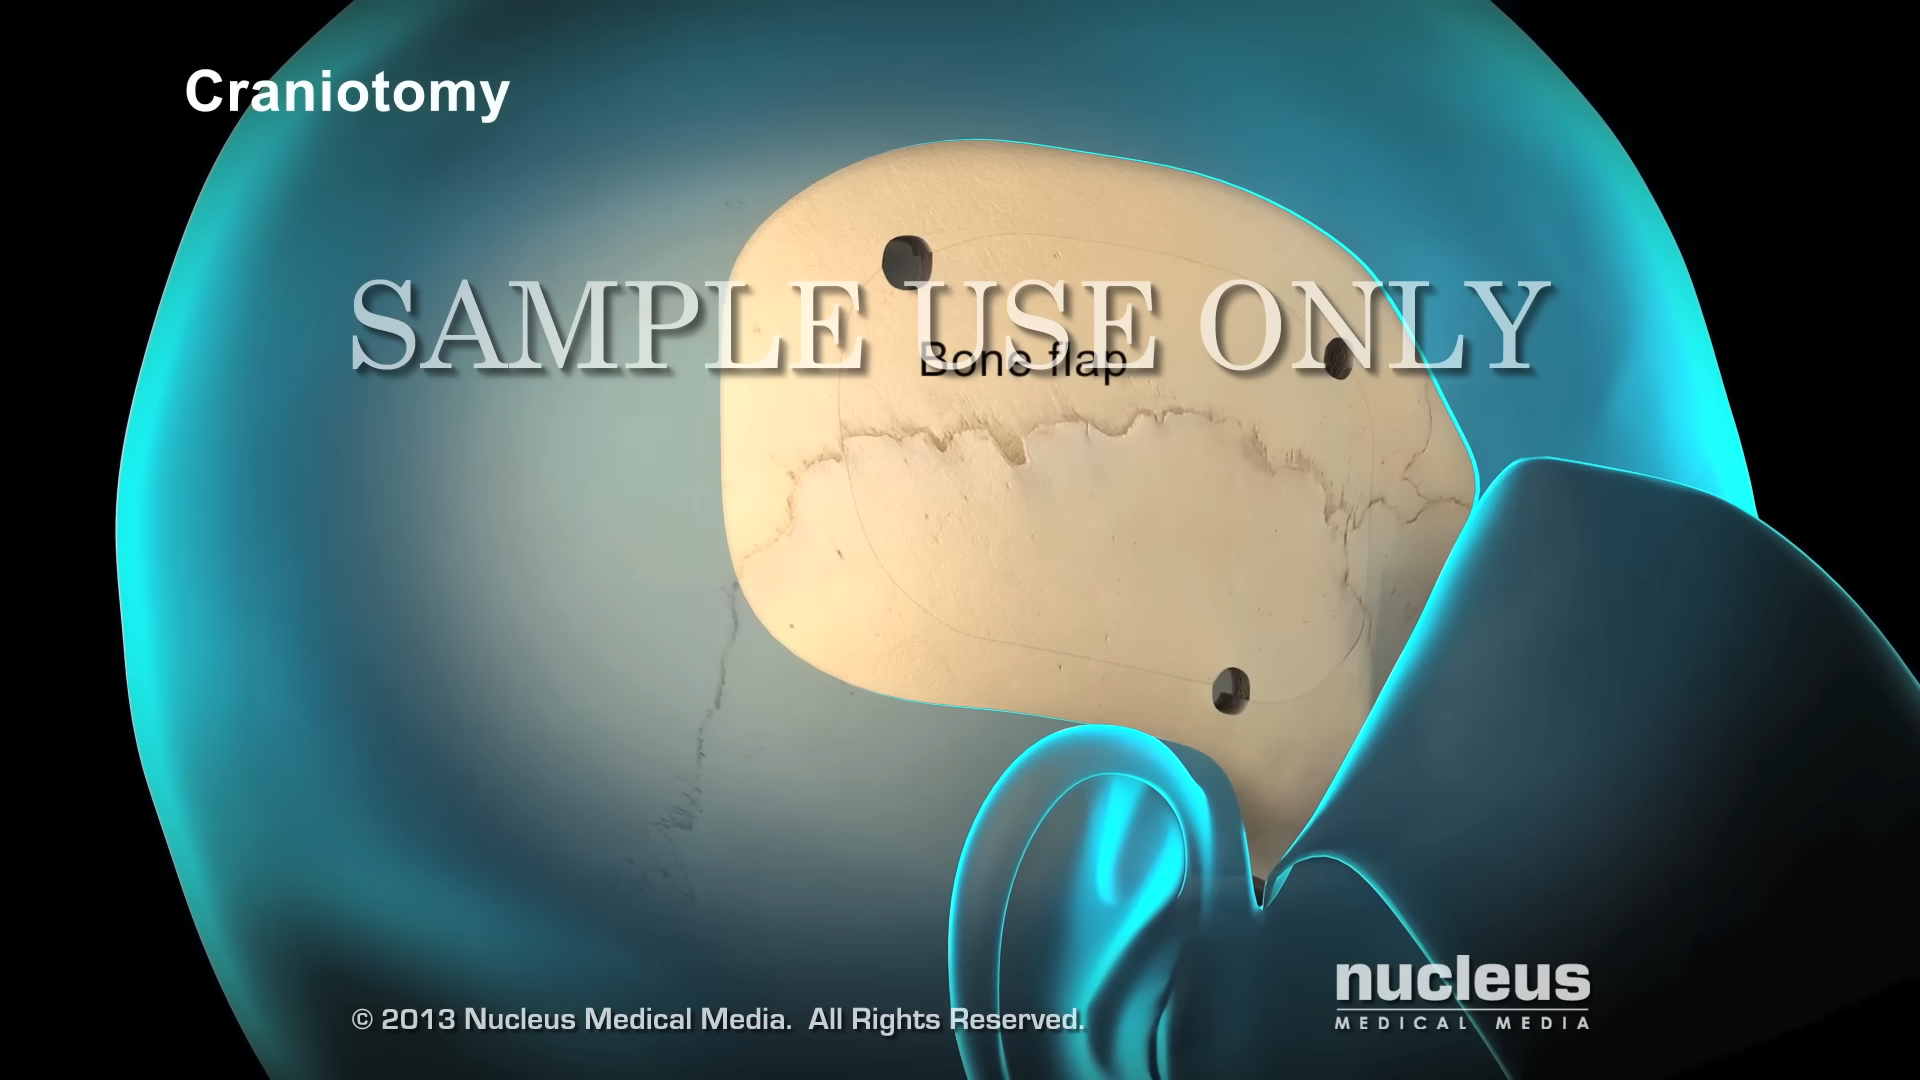 Craniotomy
SAMPLE USE ONLY
Bone flap
nucleus
MEDICAL MEDIA
© 2013 Nucleus Medical Media. All Rights Reserved.